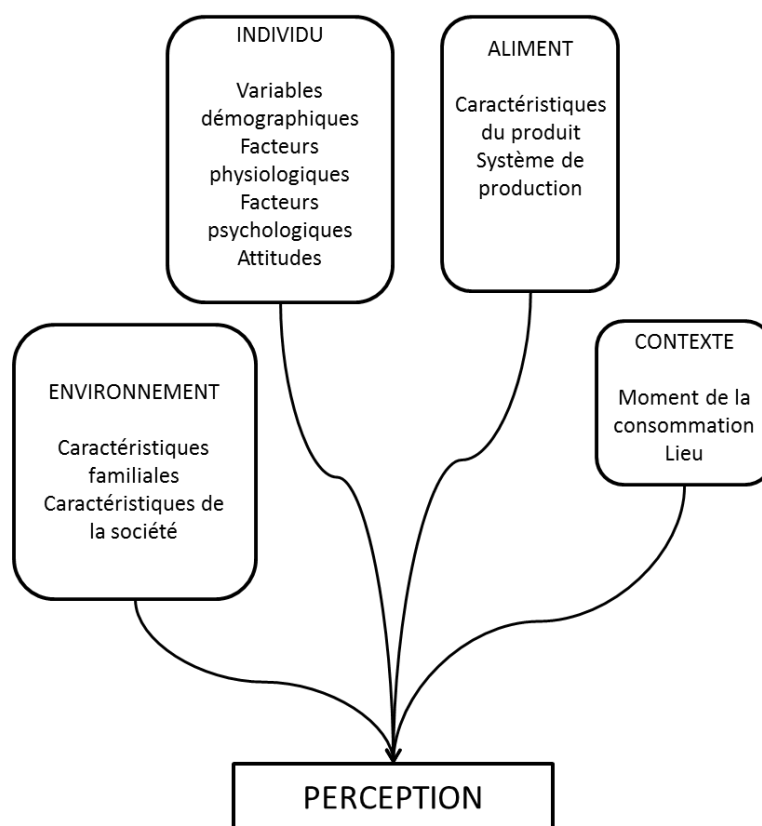 INDIVIDU
Variables
démographiques
Facteurs
physiologiques
Facteurs
psychologiques
Attitudes
ALIMENT
Caractéristiques
du produit
Système de
production
ENVIRONNEMENT
Caractéristiques
familiales
Caractéristiques de
la société
CONTEXTE
Moment de la
consommation
Lieu
PERCEPTION